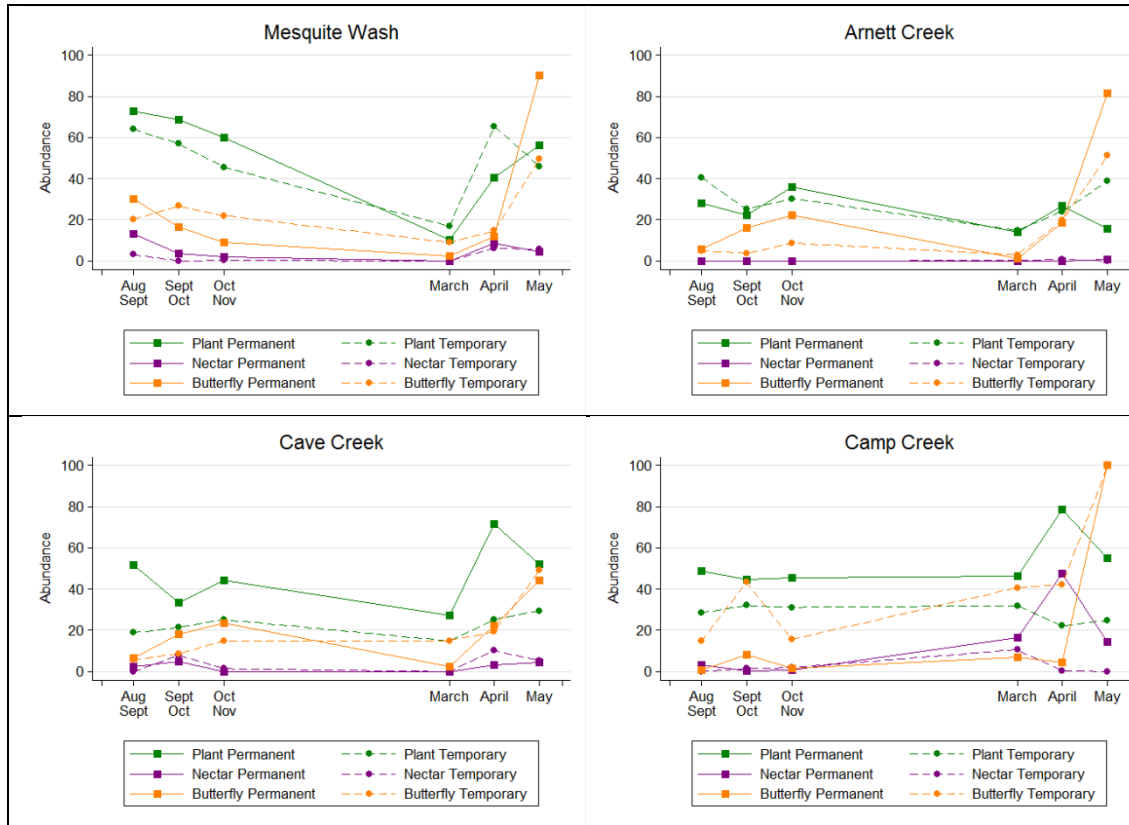 Mesquite Wash
Abundance
100
80
60
40
20
0
Aug Sept Oct March April May
Sept Oct Nov
Plant Permanent Plant Temporary
Nectar Permanent Nectar Temporary
Butterfly Permanent Butterfly Temporary
Arnett Creek
Abundance
100
80
60
40
20
0
Aug Sept Oct March April May
Sept Oct Nov
Plant Permanent Plant Temporary
Nectar Permanent Nectar Temporary
Butterfly Permanent Butterfly Temporary
Cave Creek
Abundance
100
80
60
40
20
0
Aug Sept Oct March April May
Sept Oct Nov
Plant Permanent Plant Temporary
Nectar Permanent Nectar Temporary
Butterfly Permanent Butterfly Temporary
Camp Creek
Abundance
100
80
60
40
20
0
Aug Sept Oct March April May
Sept Oct Nov
Plant Permanent Plant Temporary
Nectar Permanent Nectar Temporary
Butterfly Permanent Butterfly Temporary